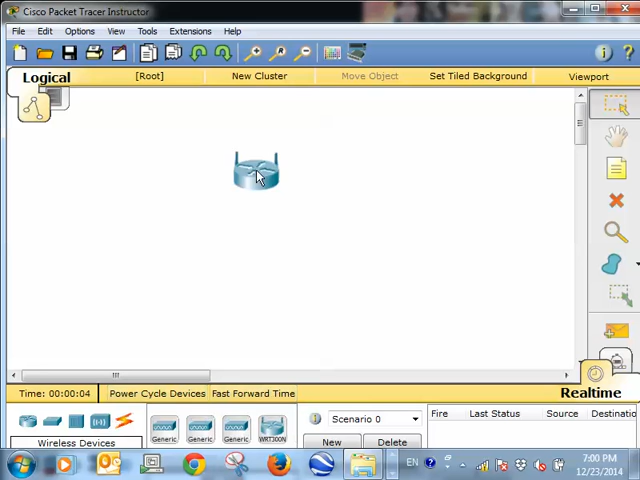 Cisco Packet Tracer Instructor
File Edit Options View Tools Extensions Help
Logical [Root] New Cluster Move Object Set Tiled Background Viewport
Time: 00:00:04 Power Cycle Devices Fast Forward Time Realtime
Scenario 0 Fire Last Status Source Destinatio
Generic Generic Generic WRT300N
Wireless Devices New Delete
EN 7:00 PM
12/23/2014